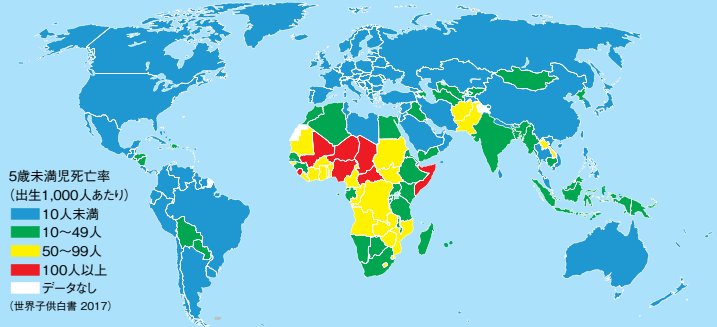 5歳未満児死亡率
(出生1,000人あたり)
10人未満
10〜49人
50〜99人
100人以上
データなし
(世界子供白書 2017)